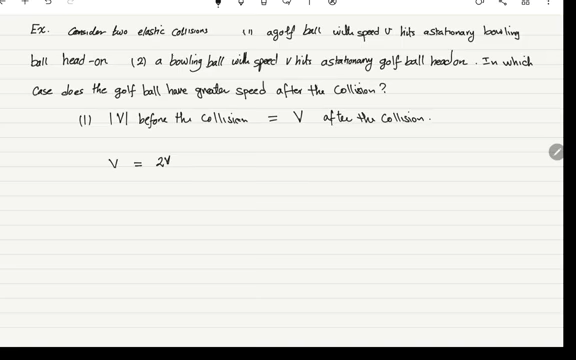 Ex. Consider two elastic collisions (1) a golf ball with speed v hits a stationary bowling
ball head-on (2) a bowling ball with speed v hits a stationary golf ball head on. In which
case does the golf ball have greater speed after the collision?
(1) |V| before the collision = V after the collision.
V = 2V